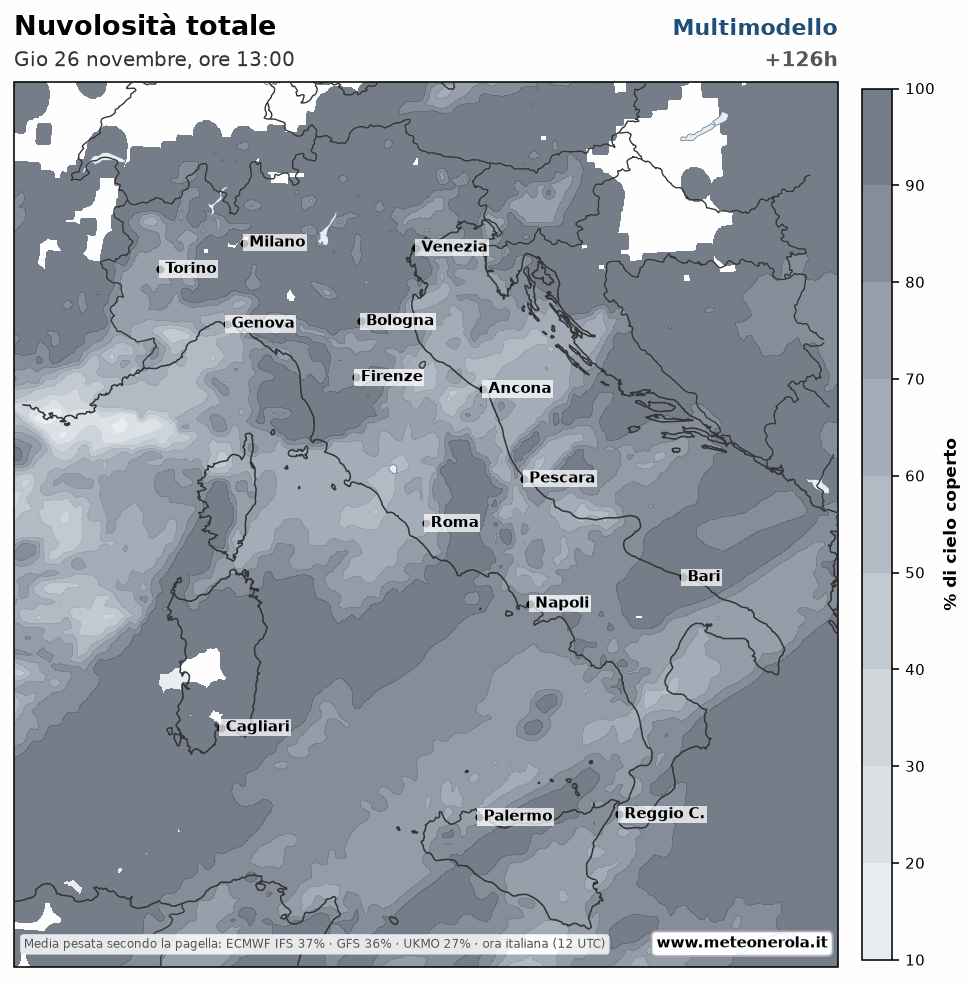 Nuvolosità totale
Multimodello
Gio 26 novembre, ore 13:00
+126h
Milano
Venezia
Torino
Genova
Bologna
Firenze
Ancona
Pescara
Roma
Bari
Napoli
Cagliari
Palermo
Reggio C.
100
90
80
70
60
50
40
30
20
10
% di cielo coperto
Media pesata secondo la pagella: ECMWF IFS 37% · GFS 36% · UKMO 27% · ora italiana (12 UTC)
www.meteonerola.it